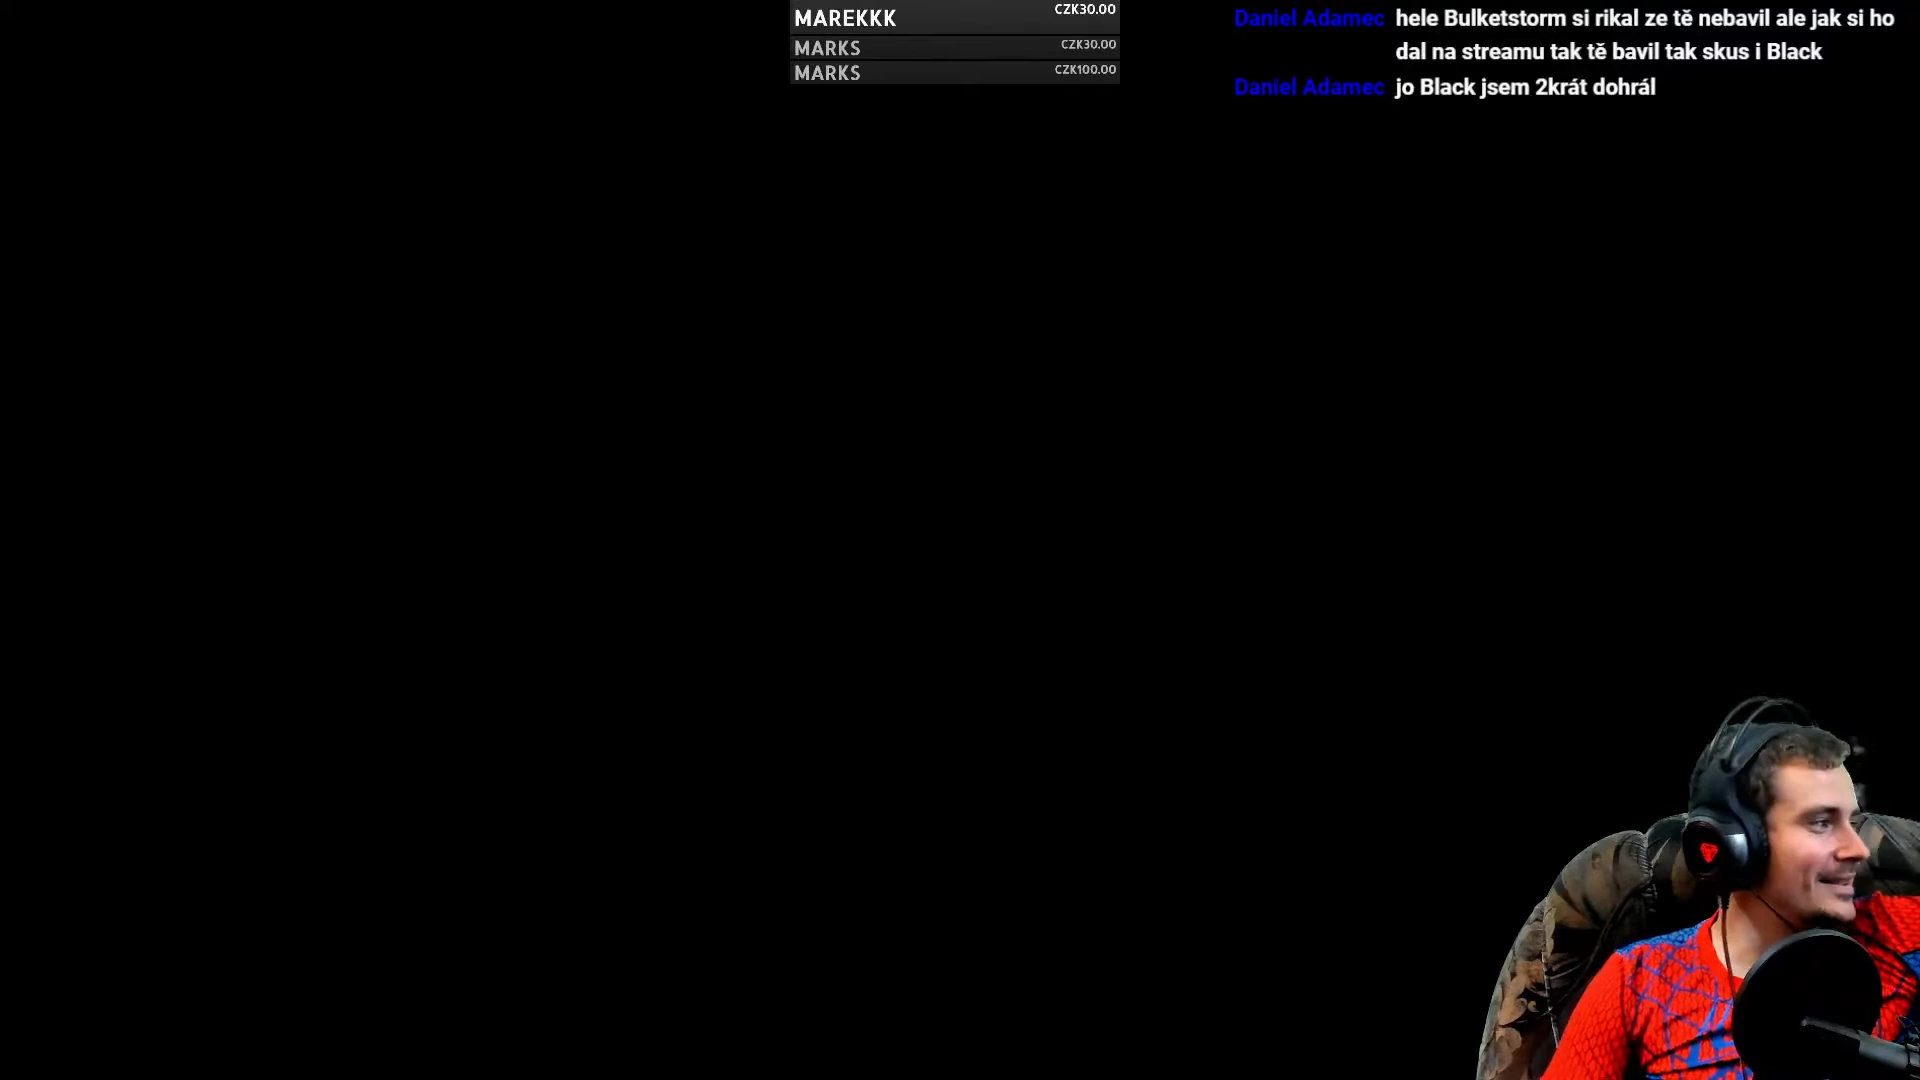 MAREKKK CZK30.00
MARKS CZK30.00
MARKS CZK100.00
Daniel Adamec hele Bulketstorm si rikal ze tě nebavil ale jak si ho
dal na streamu tak tě bavil tak skus i Black
Daniel Adamec jo Black jsem 2krát dohrál